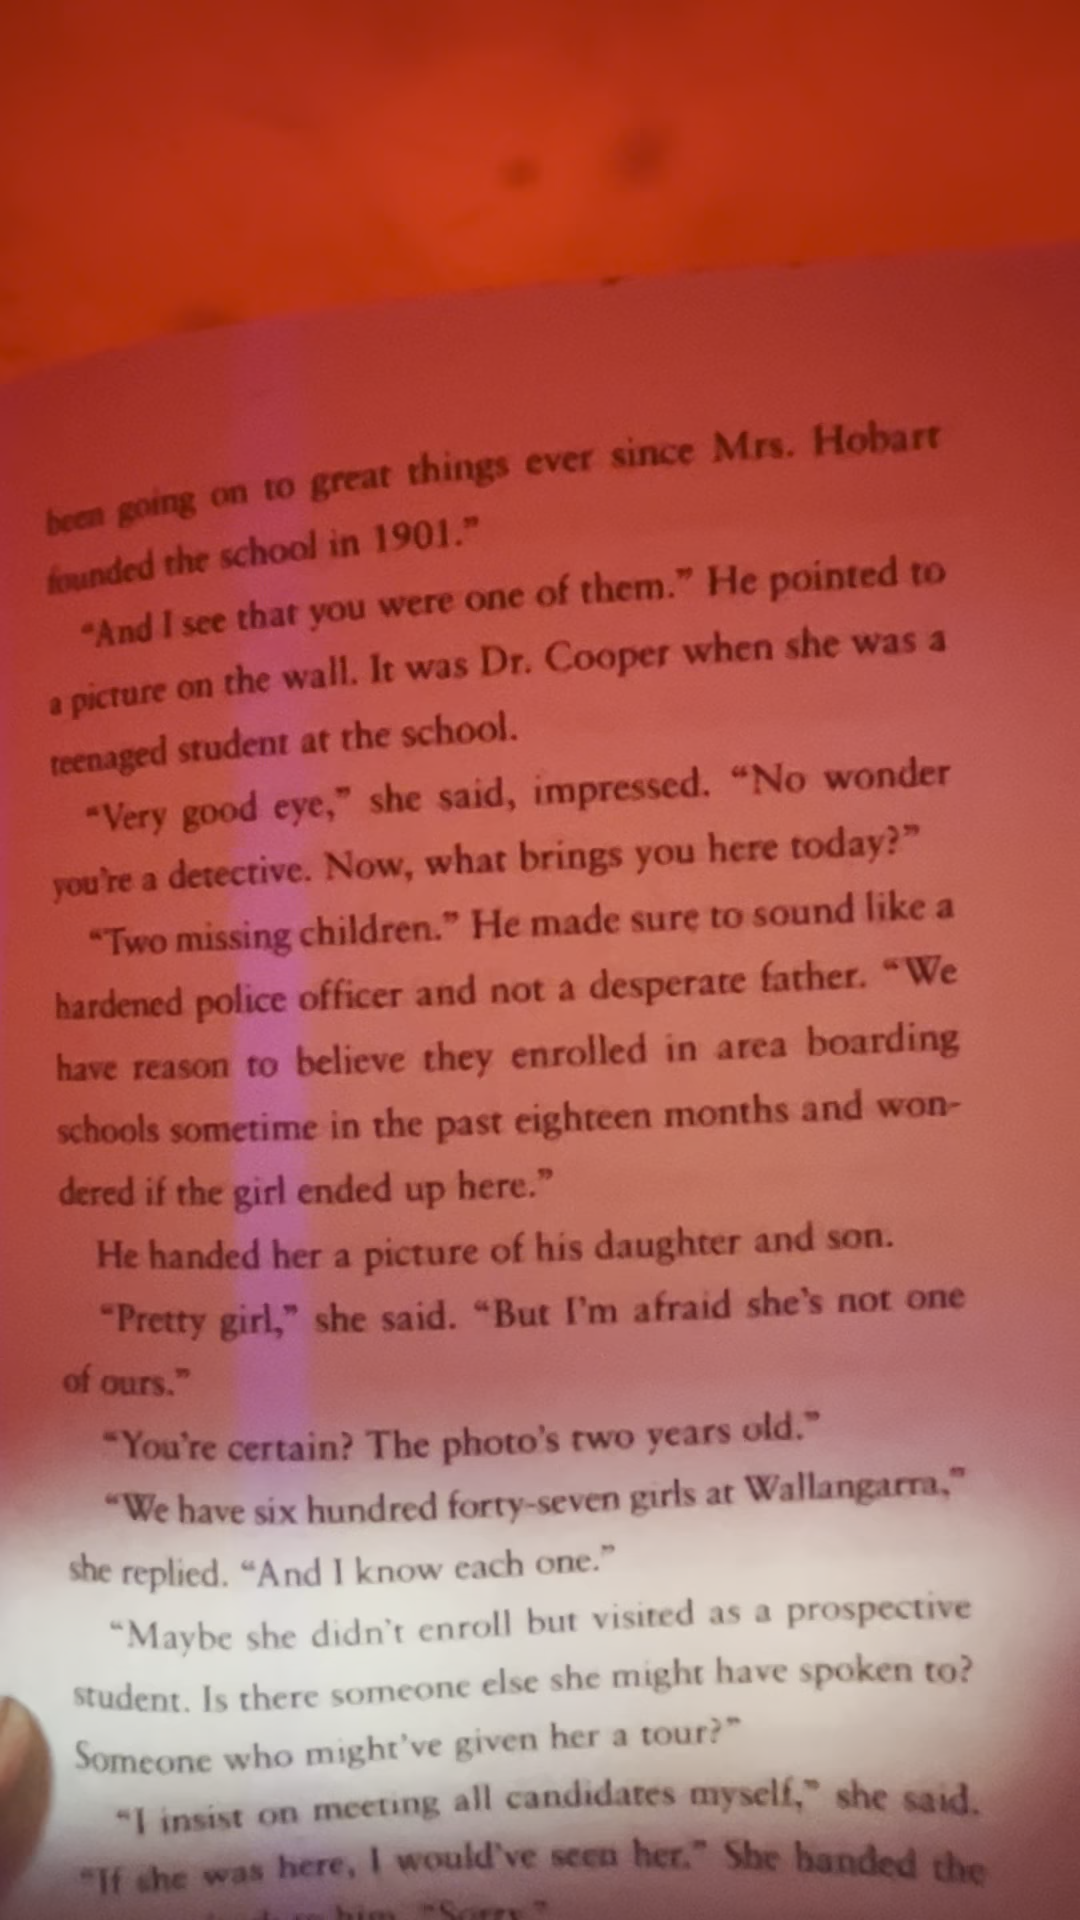 been going on to great things ever since Mrs. Hobart
founded the school in 1901.”
“And I see that you were one of them.” He pointed to
a picture on the wall. It was Dr. Cooper when she was a
teenaged student at the school.
“Very good eye,” she said, impressed. “No wonder
you’re a detective. Now, what brings you here today?”
“Two missing children.” He made sure to sound like a
hardened police officer and not a desperate father. “We
have reason to believe they enrolled in area boarding
schools sometime in the past eighteen months and won-
dered if the girl ended up here.”
He handed her a picture of his daughter and son.
“Pretty girl,” she said. “But I’m afraid she’s not one
of ours.”
“You’re certain? The photo’s two years old.”
“We have six hundred forty-seven girls at Wallangarra,”
she replied. “And I know each one.”
“Maybe she didn’t enroll but visited as a prospective
student. Is there someone else she might have spoken to?
Someone who might’ve given her a tour?”
“I insist on meeting all candidates myself,” she said.
“If she was here, I would’ve seen her.” She handed the
him. “Sorry.”